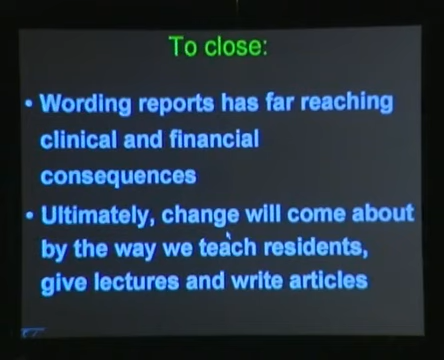 To close:
• Wording reports has far reaching
clinical and financial
consequences
• Ultimately, change will come about
by the way we teach residents,
give lectures and write articles